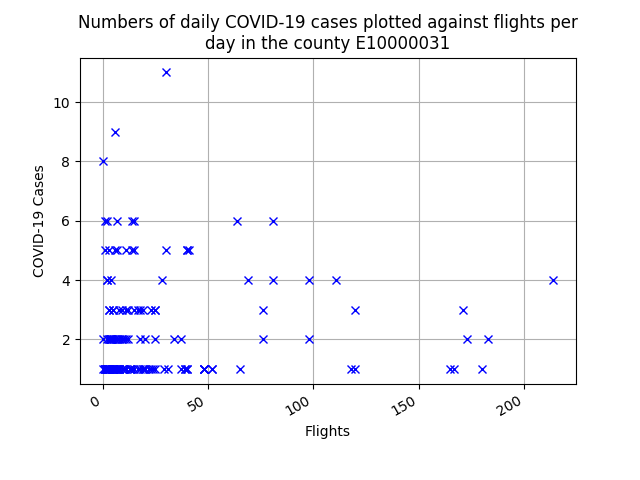 Numbers of daily COVID-19 cases plotted against flights per
day in the county E10000031
10
8
6
4
2
COVID-19 Cases
0
50
100
150
200
Flights